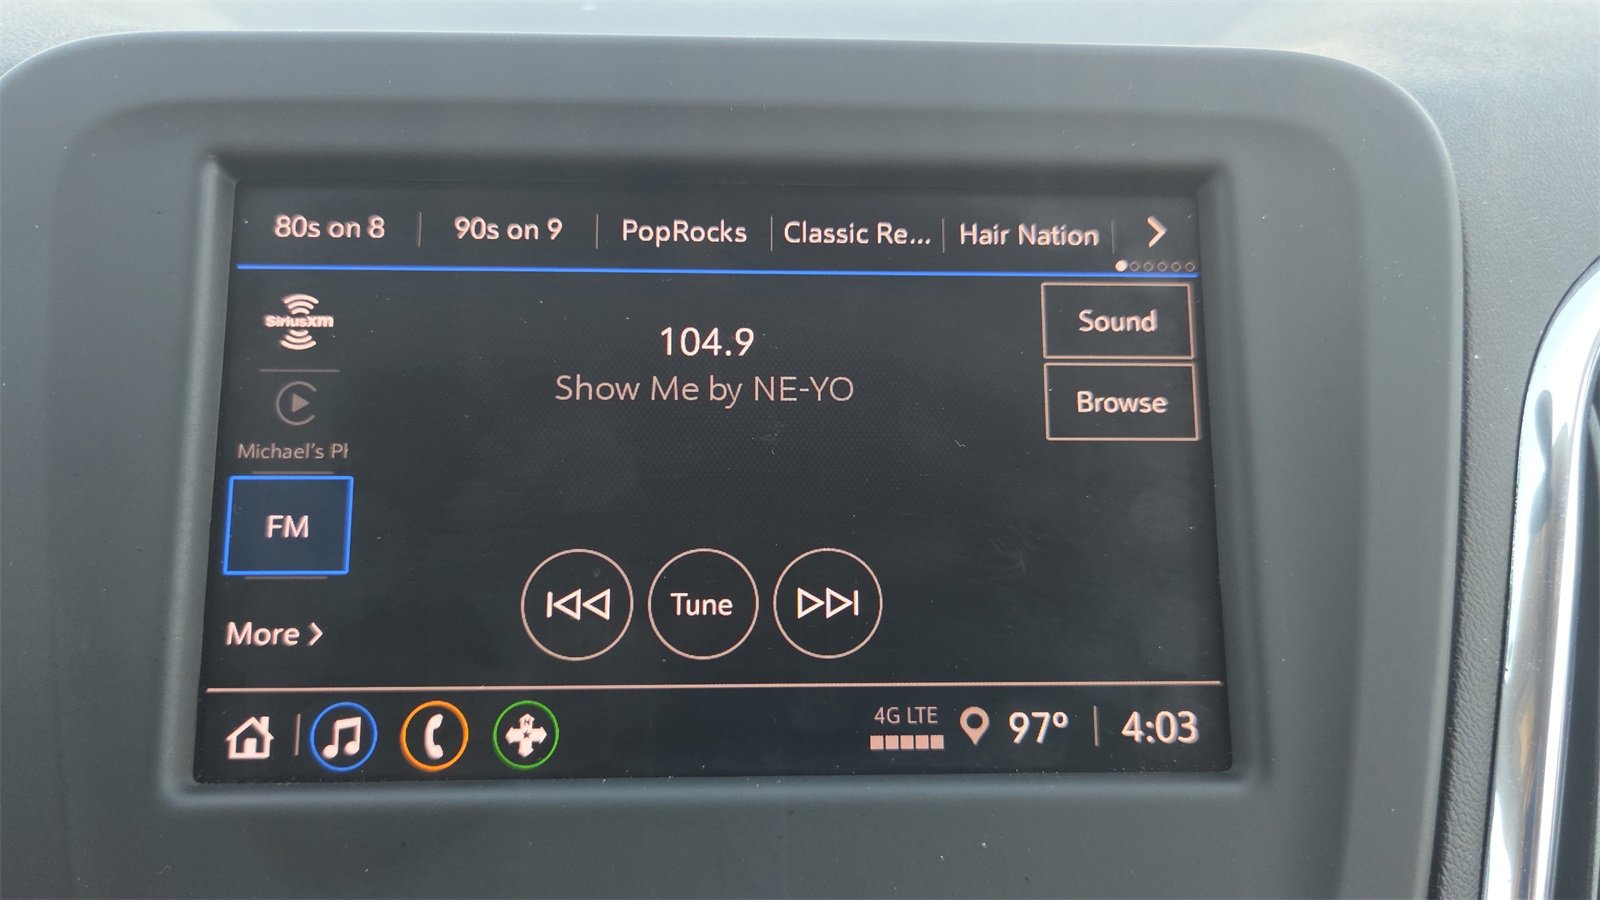 80s on 8 90s on 9 PopRocks Classic Re... Hair Nation
SiriusXM
104.9
Show Me by NE-YO
Sound
Browse
Michael's Ph
FM
Tune
More
N
4G LTE
97° 4:03